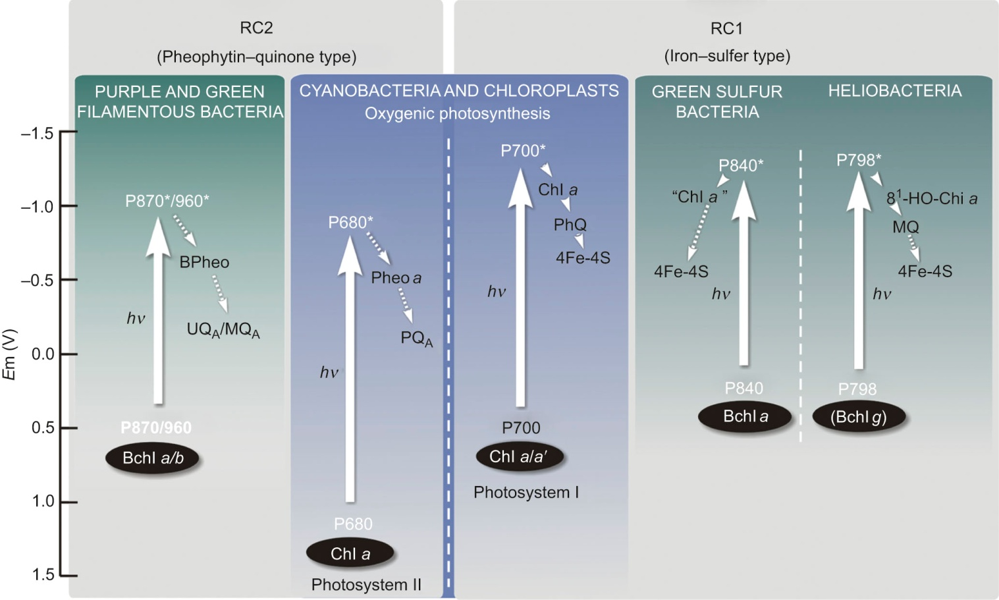 RC2
(Pheophytin–quinone type)
RC1
(Iron–sulfer type)
PURPLE AND GREEN
FILAMENTOUS BACTERIA
CYANOBACTERIA AND CHLOROPLASTS
Oxygenic photosynthesis
GREEN SULFUR
BACTERIA
HELIOBACTERIA
Em (V)
–1.5
–1.0
–0.5
0.0
0.5
1.0
1.5
P870*/960*
BPheo
UQA/MQA
hν
P870/960
Bchl a/b
P680*
Pheo a
PQA
hν
P680
Chl a
Photosystem II
P700*
Chl a
PhQ
4Fe-4S
hν
P700
Chl a/a′
Photosystem I
P840*
“Chl a”
4Fe-4S
hν
P840
Bchl a
P798*
8¹-HO-Chi a
MQ
4Fe-4S
hν
P798
(Bchl g)